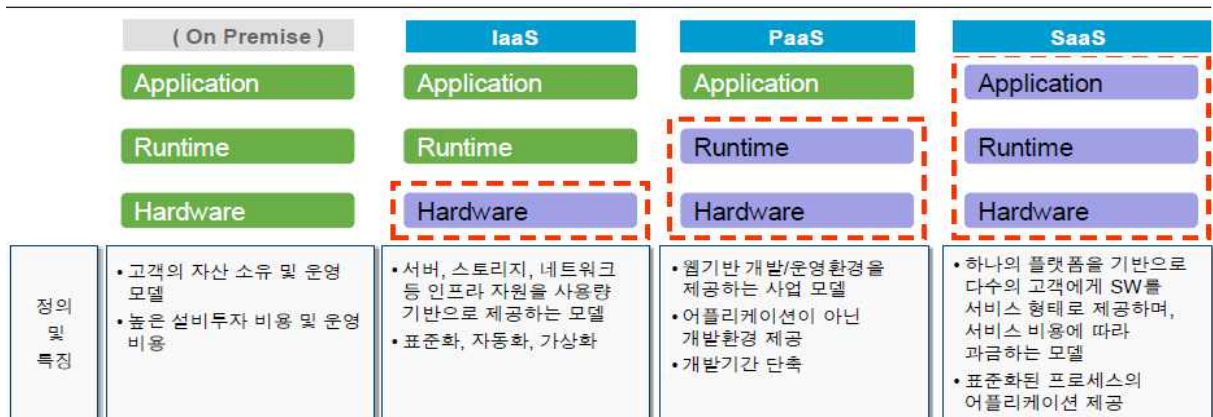 ( On Premise ) IaaS PaaS SaaS
Application Application Application Application
Runtime Runtime Runtime Runtime
Hardware Hardware Hardware Hardware
정의
및
특징
• 고객의 자산 소유 및 운영
모델
• 높은 설비투자 비용 및 운영
비용
• 서버, 스토리지, 네트워크
등 인프라 자원을 사용량
기반으로 제공하는 모델
• 표준화, 자동화, 가상화
• 웹기반 개발/운영환경을
제공하는 사업 모델
• 어플리케이션이 아닌
개발환경 제공
• 개발기간 단축
• 하나의 플랫폼을 기반으로
다수의 고객에게 SW를
서비스 형태로 제공하며,
서비스 비용에 따라
과금하는 모델
• 표준화된 프로세스의
어플리케이션 제공